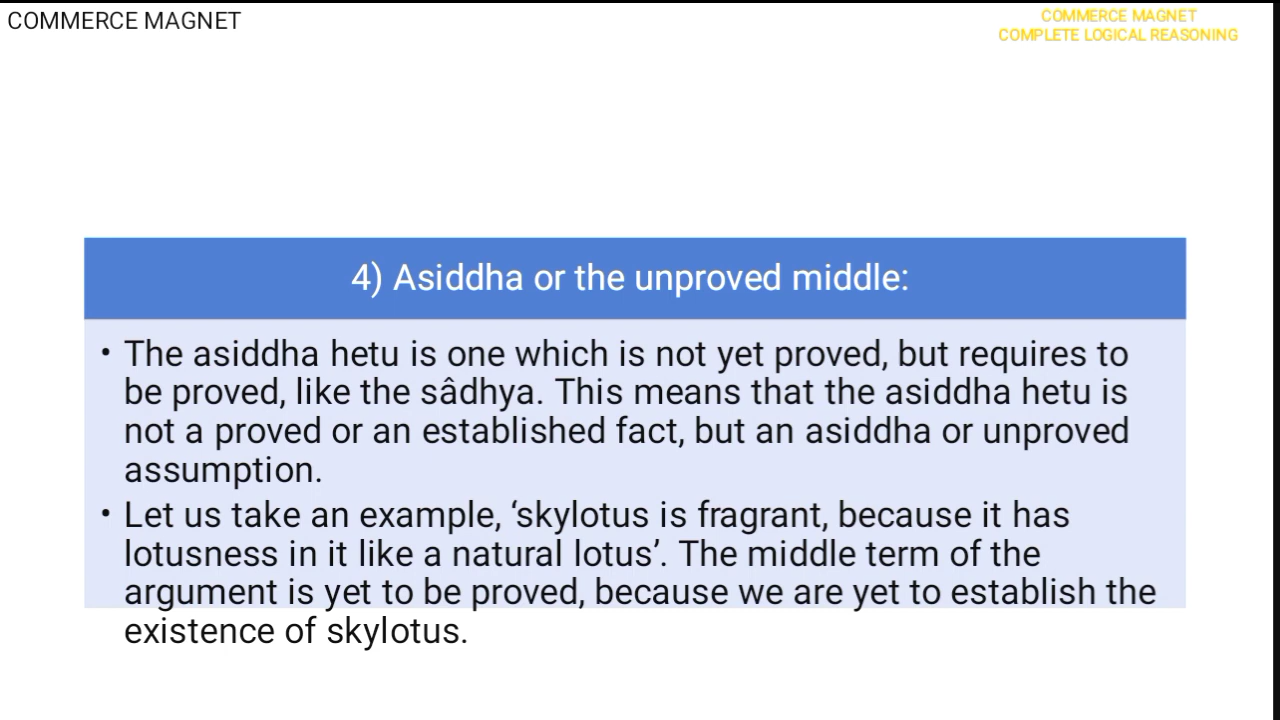 COMMERCE MAGNET
COMMERCE MAGNET
COMPLETE LOGICAL REASONING
4) Asiddha or the unproved middle:
• The asiddha hetu is one which is not yet proved, but requires to
be proved, like the sâdhya. This means that the asiddha hetu is
not a proved or an established fact, but an asiddha or unproved
assumption.
• Let us take an example, ‘skylotus is fragrant, because it has
lotusness in it like a natural lotus’. The middle term of the
argument is yet to be proved, because we are yet to establish the
existence of skylotus.